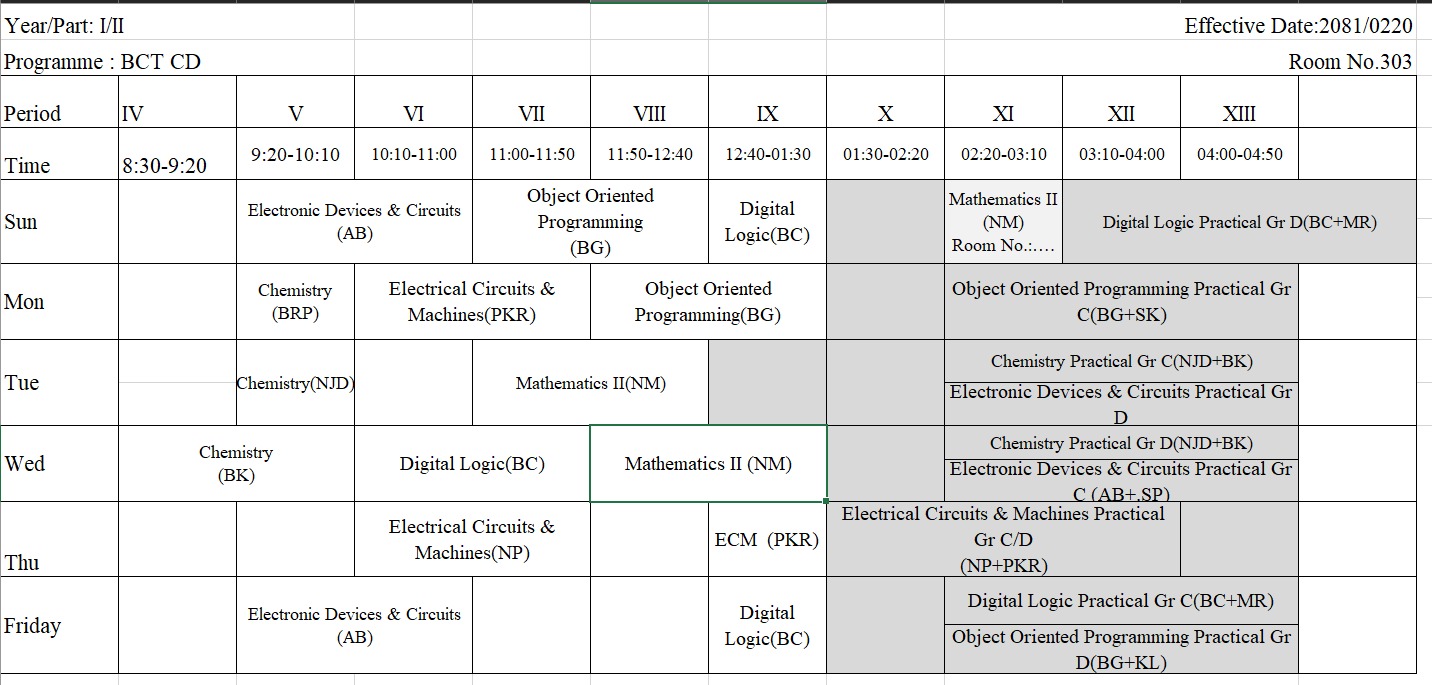 Year/Part: I/II
Effective Date:2081/0220
Programme : BCT CD
Room No.303
Period IV V VI VII VIII IX X XI XII XIII
Time 8:30-9:20 9:20-10:10 10:10-11:00 11:00-11:50 11:50-12:40 12:40-01:30 01:30-02:20 02:20-03:10 03:10-04:00 04:00-04:50
Sun
Electronic Devices & Circuits
(AB)
Object Oriented
Programming
(BG)
Digital
Logic(BC)
Mathematics II
(NM)
Room No.:....
Digital Logic Practical Gr D(BC+MR)
Mon
Chemistry
(BRP)
Electrical Circuits &
Machines(PKR)
Object Oriented
Programming(BG)
Object Oriented Programming Practical Gr
C(BG+SK)
Tue
Chemistry(NJD)
Mathematics II(NM)
Chemistry Practical Gr C(NJD+BK)
Electronic Devices & Circuits Practical Gr
D
Wed
Chemistry
(BK)
Digital Logic(BC)
Mathematics II (NM)
Chemistry Practical Gr D(NJD+BK)
Electronic Devices & Circuits Practical Gr
C (AB+.SP)
Thu
Electrical Circuits &
Machines(NP)
ECM (PKR)
Electrical Circuits & Machines Practical
Gr C/D
(NP+PKR)
Friday
Electronic Devices & Circuits
(AB)
Digital
Logic(BC)
Digital Logic Practical Gr C(BC+MR)
Object Oriented Programming Practical Gr
D(BG+KL)